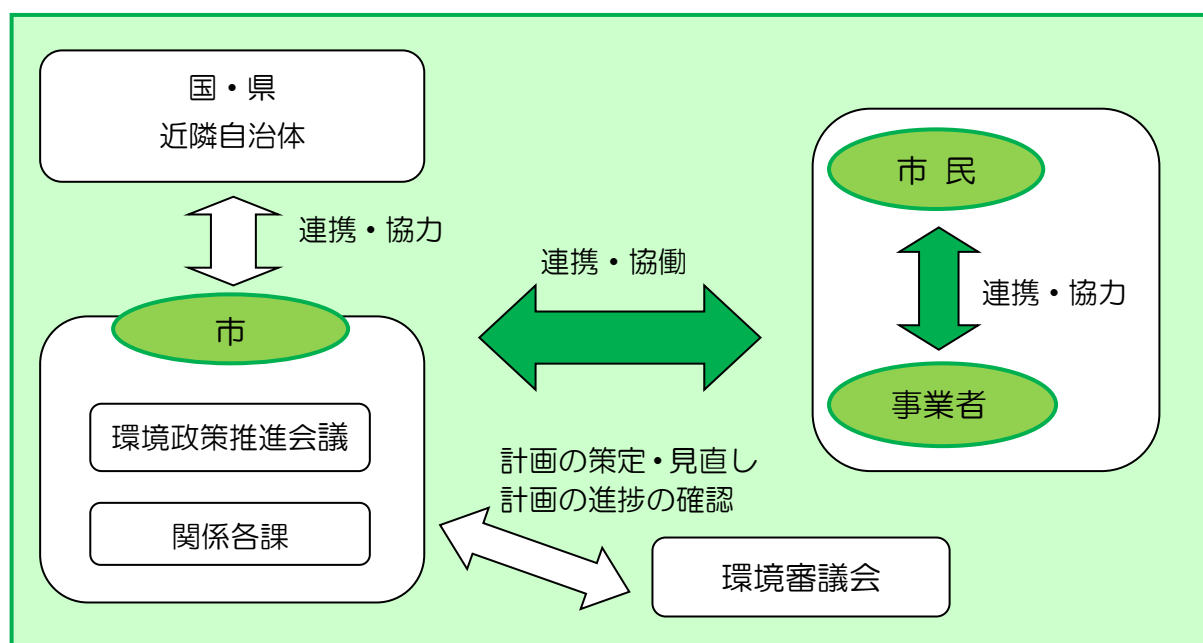 国・県
近隣自治体
連携・協力
市
環境政策推進会議
関係各課
連携・協働
計画の策定・見直し
計画の進捗の確認
環境審議会
市 民
連携・協力
事業者